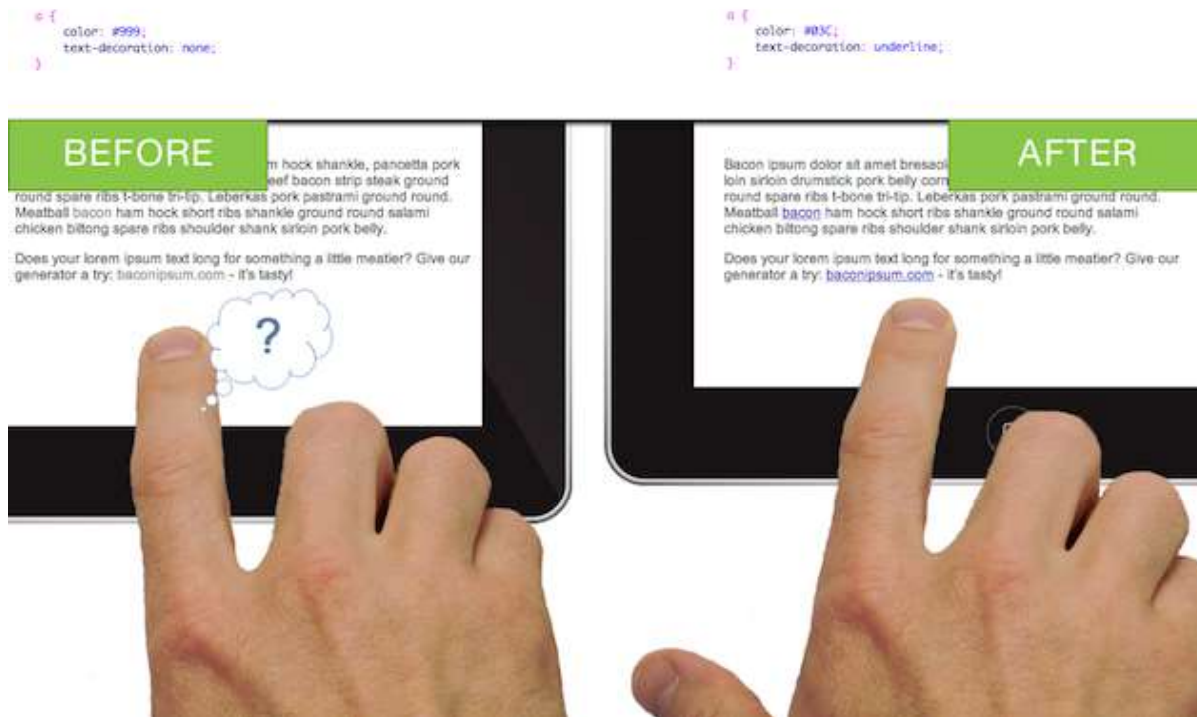 a {
color: #999;
text-decoration: none;
}
a {
color: #03C;
text-decoration: underline;
}
BEFORE
m hock shankle, pancetta pork
eef bacon strip steak ground
round spare ribs t-bone tri-tip. Leberkas pork pastrami ground round.
Meatball bacon ham hock short ribs shankle ground round salami
chicken biltong spare ribs shoulder shank sirloin pork belly.
Does your lorem ipsum text long for something a little meatier? Give our
generator a try: baconipsum.com - it's tasty!
?
AFTER
Bacon ipsum dolor sit amet bresaol
loin sirloin drumstick pork belly corn
round spare ribs t-bone tri-tip. Leberkas pork pastrami ground round.
Meatball bacon ham hock short ribs shankle ground round salami
chicken biltong spare ribs shoulder shank sirloin pork belly.
Does your lorem ipsum text long for something a little meatier? Give our
generator a try: baconipsum.com - it's tasty!